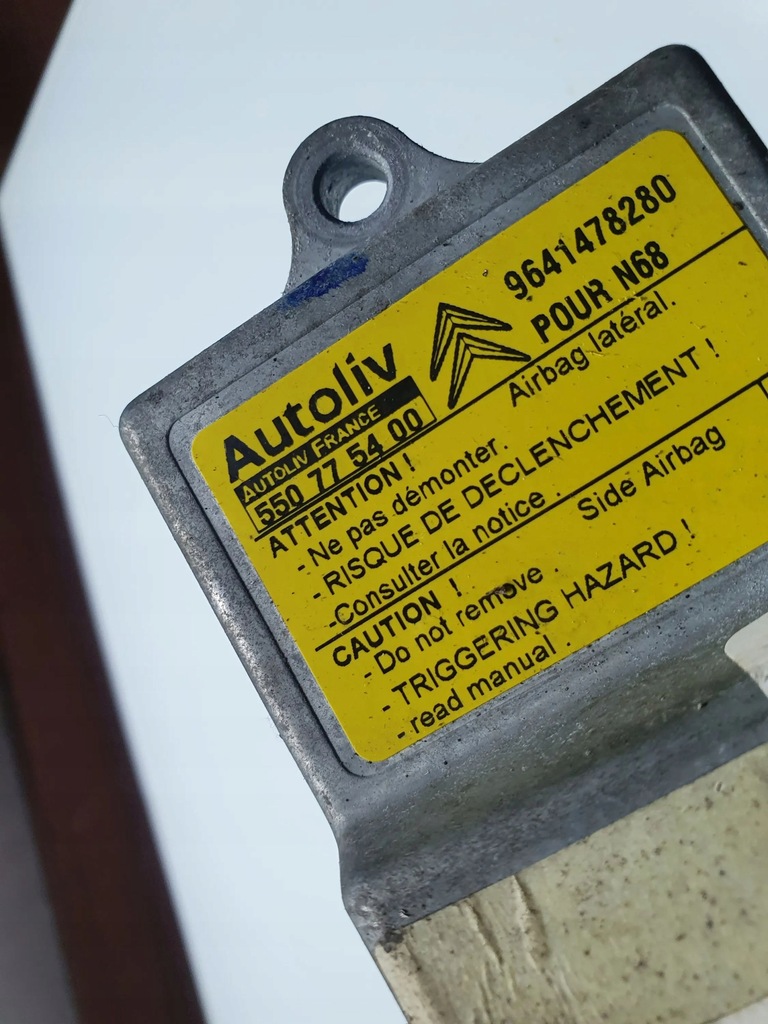 9641478280
POUR N68
Autoliv
AUTOLIV FRANCE
550 77 54 00
Airbag latéral.
ATTENTION !
- Ne pas démonter.
- RISQUE DE DECLENCHEMENT !
-Consulter la notice .
Side Airbag
CAUTION !
- Do not remove .
- TRIGGERING HAZARD !
- read manual .